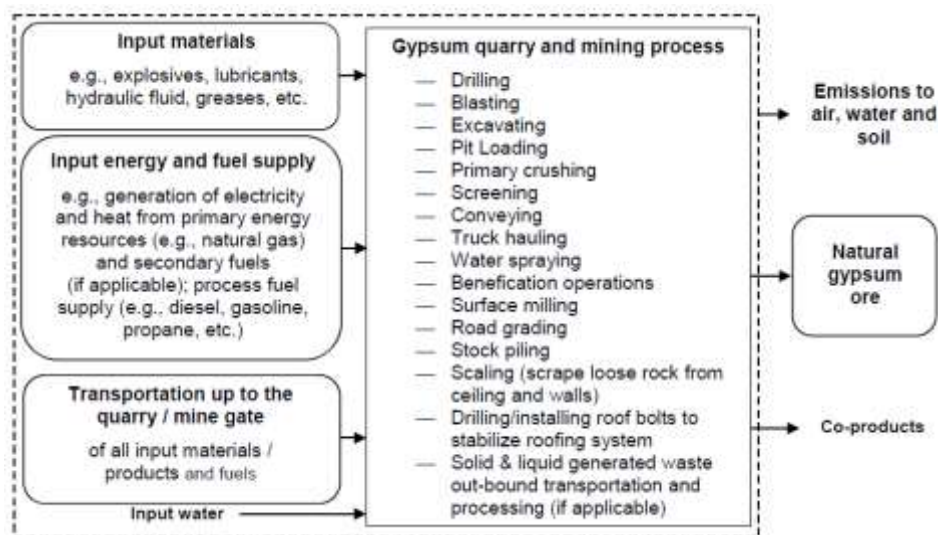 Input materials
e.g., explosives, lubricants,
hydraulic fluid, greases, etc.
Input energy and fuel supply
e.g., generation of electricity
and heat from primary energy
resources (e.g., natural gas)
and secondary fuels
(if applicable); process fuel
supply (e.g., diesel, gasoline,
propane, etc.)
Transportation up to the
quarry / mine gate
of all input materials /
products and fuels
Input water
Gypsum quarry and mining process
— Drilling
— Blasting
— Excavating
— Pit Loading
— Primary crushing
— Screening
— Conveying
— Truck hauling
— Water spraying
— Benefication operations
— Surface milling
— Road grading
— Stock piling
— Scaling (scrape loose rock from
ceiling and walls)
— Drilling/installing roof bolts to
stabilize roofing system
— Solid & liquid generated waste
out-bound transportation and
processing (if applicable)
Emissions to
air, water and
soil
Natural
gypsum
ore
Co-products